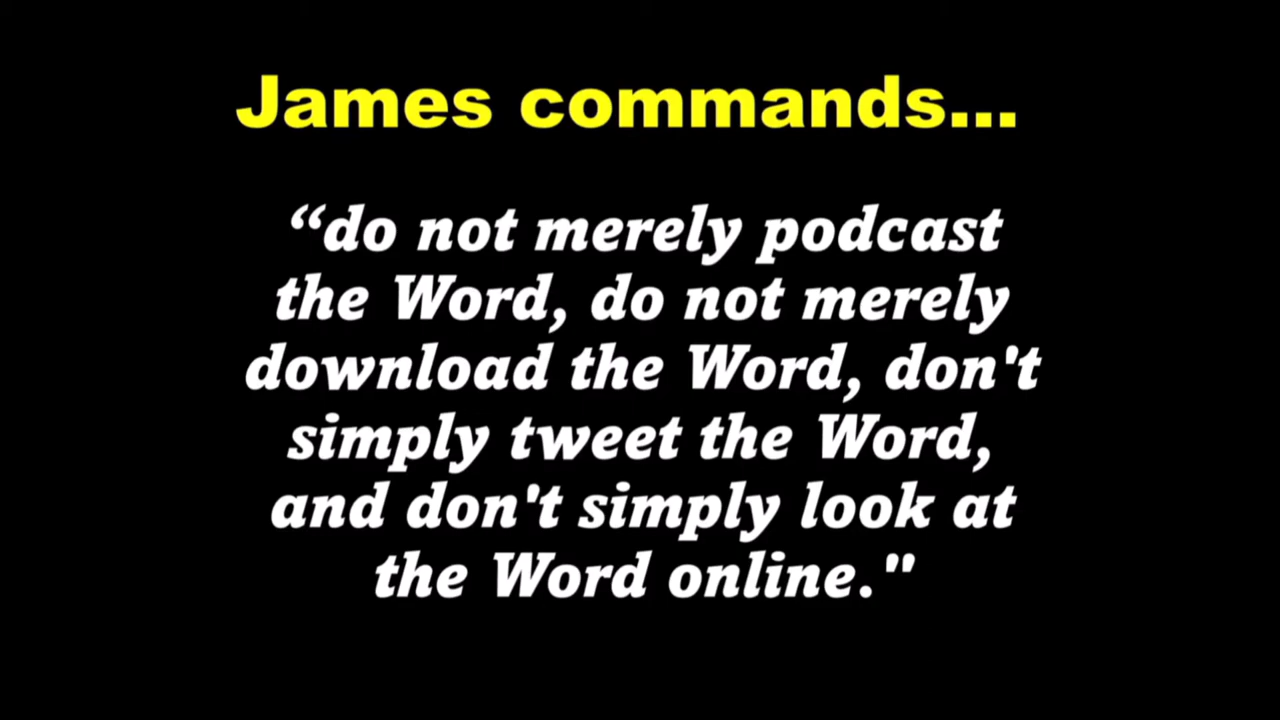 James commands...
“do not merely podcast
the Word, do not merely
download the Word, don't
simply tweet the Word,
and don't simply look at
the Word online."